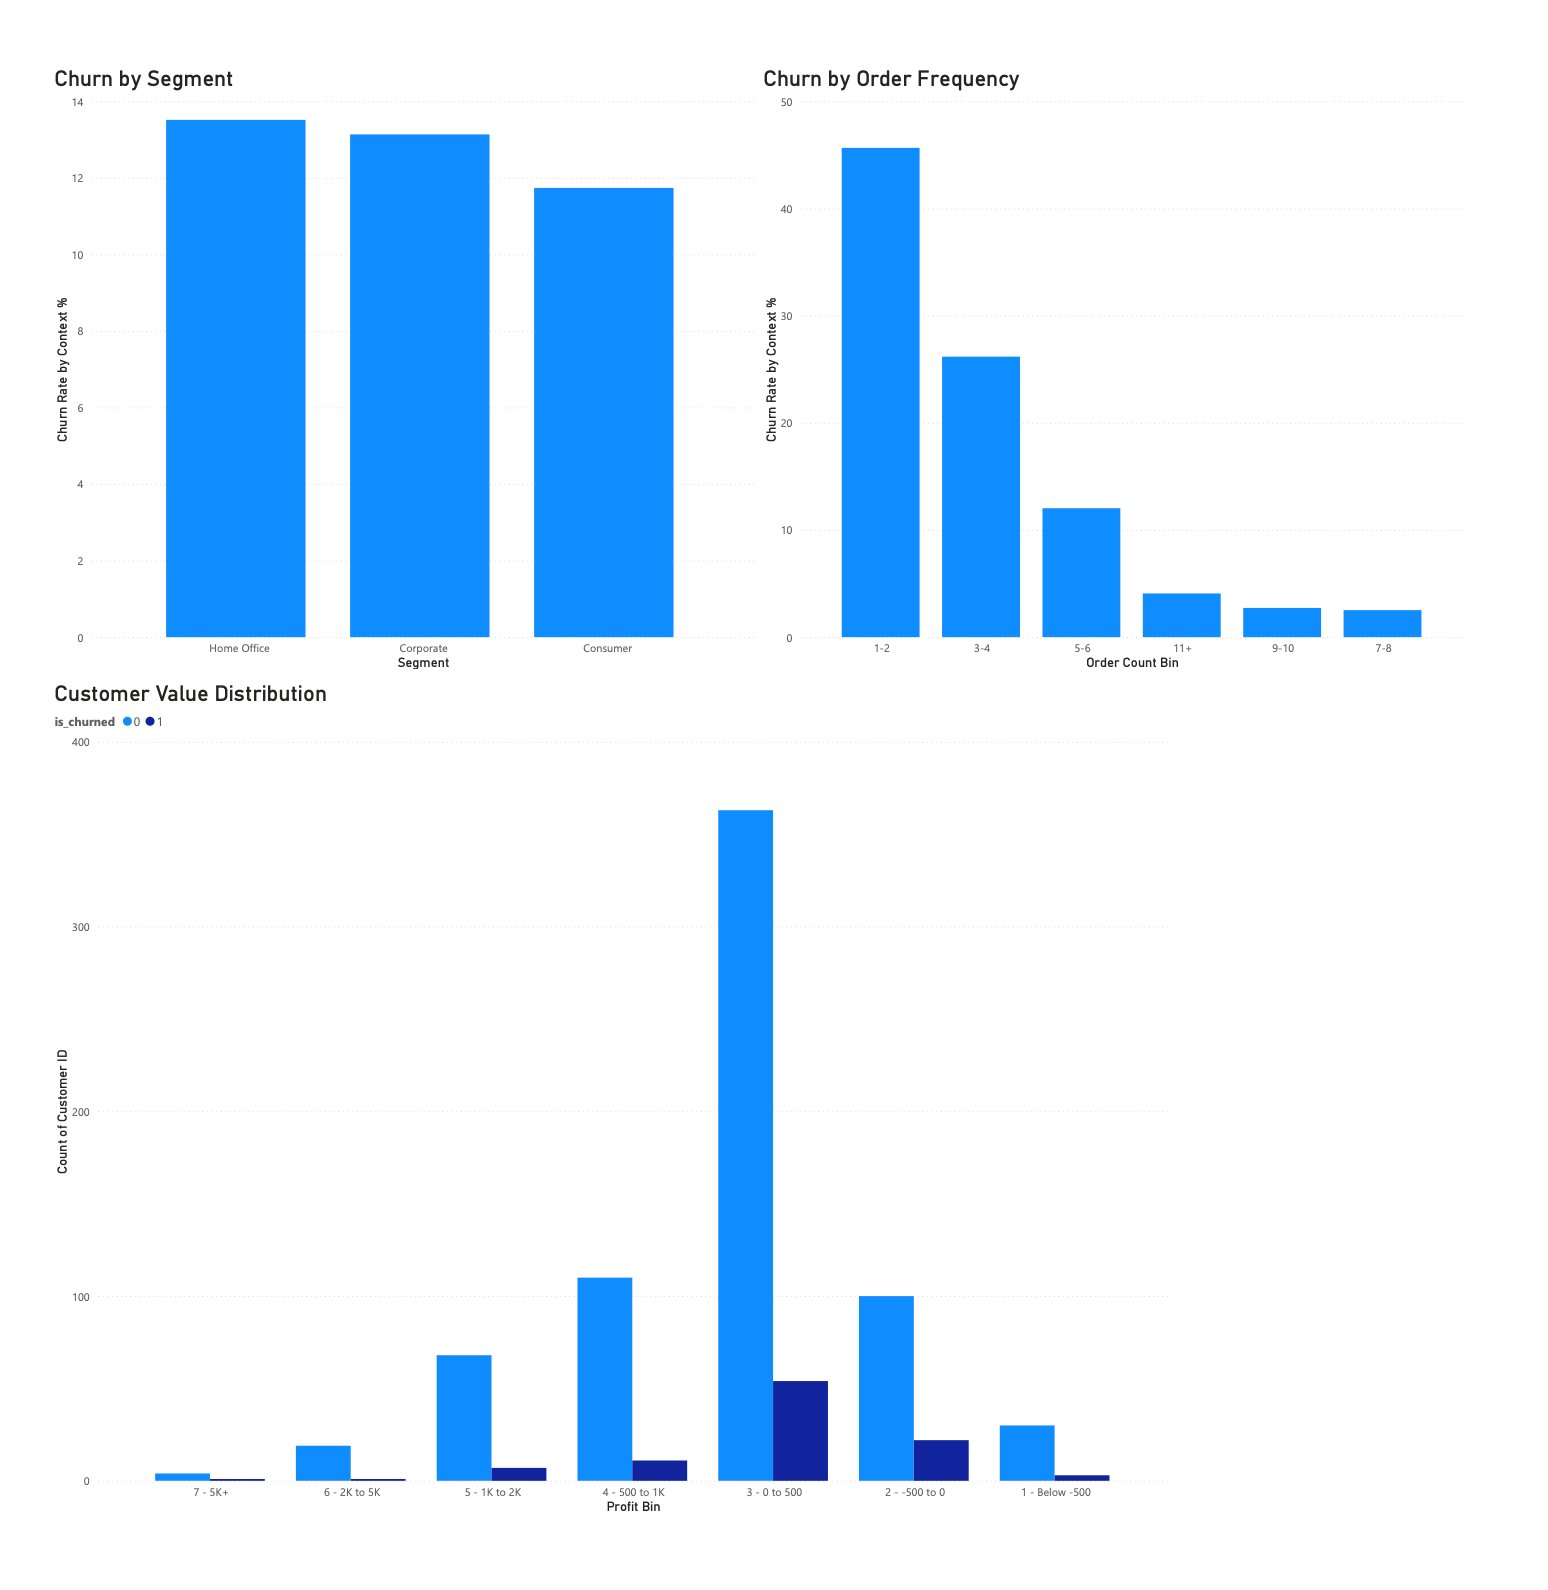 Churn by Segment
14
12
10
8
6
4
2
0
Churn Rate by Context %
Home Office
Corporate
Consumer
Segment
Churn by Order Frequency
50
40
30
20
10
0
Churn Rate by Context %
1-2
3-4
5-6
11+
9-10
7-8
Order Count Bin
Customer Value Distribution
is_churned 0 1
400
300
200
100
0
Count of Customer ID
7 - 5K+
6 - 2K to 5K
5 - 1K to 2K
4 - 500 to 1K
3 - 0 to 500
2 - -500 to 0
1 - Below -500
Profit Bin